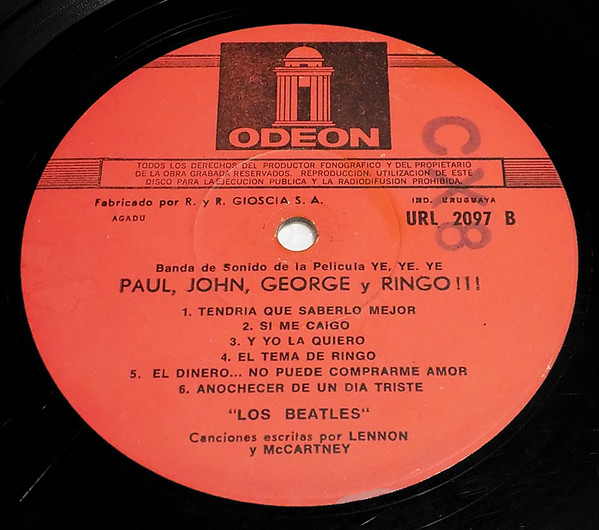 ODEON
TODOS LOS DERECHOS DEL PRODUCTOR FONOGRAFICO Y DEL PROPIETARIO
DE LA OBRA GRABADA RESERVADOS. REPRODUCCION, UTILIZACION DE ESTE
DISCO PARA LA EJECUCION PUBLICA Y LA RADIODIFUSION PROHIBIDA.
Fabricado por R. y R. GIOSCIA S. A.
IND. URUGUAYA
AGADU
URL 2097 B
CX8
Banda de Sonido de la Película YE, YE. YE
PAUL, JOHN, GEORGE y RINGO!!!
1. TENDRIA QUE SABERLO MEJOR
2. SI ME CAIGO
3. Y YO LA QUIERO
4. EL TEMA DE RINGO
5. EL DINERO... NO PUEDE COMPRARME AMOR
6. ANOCHECER DE UN DIA TRISTE
"LOS BEATLES"
Canciones escritas por LENNON
y McCARTNEY